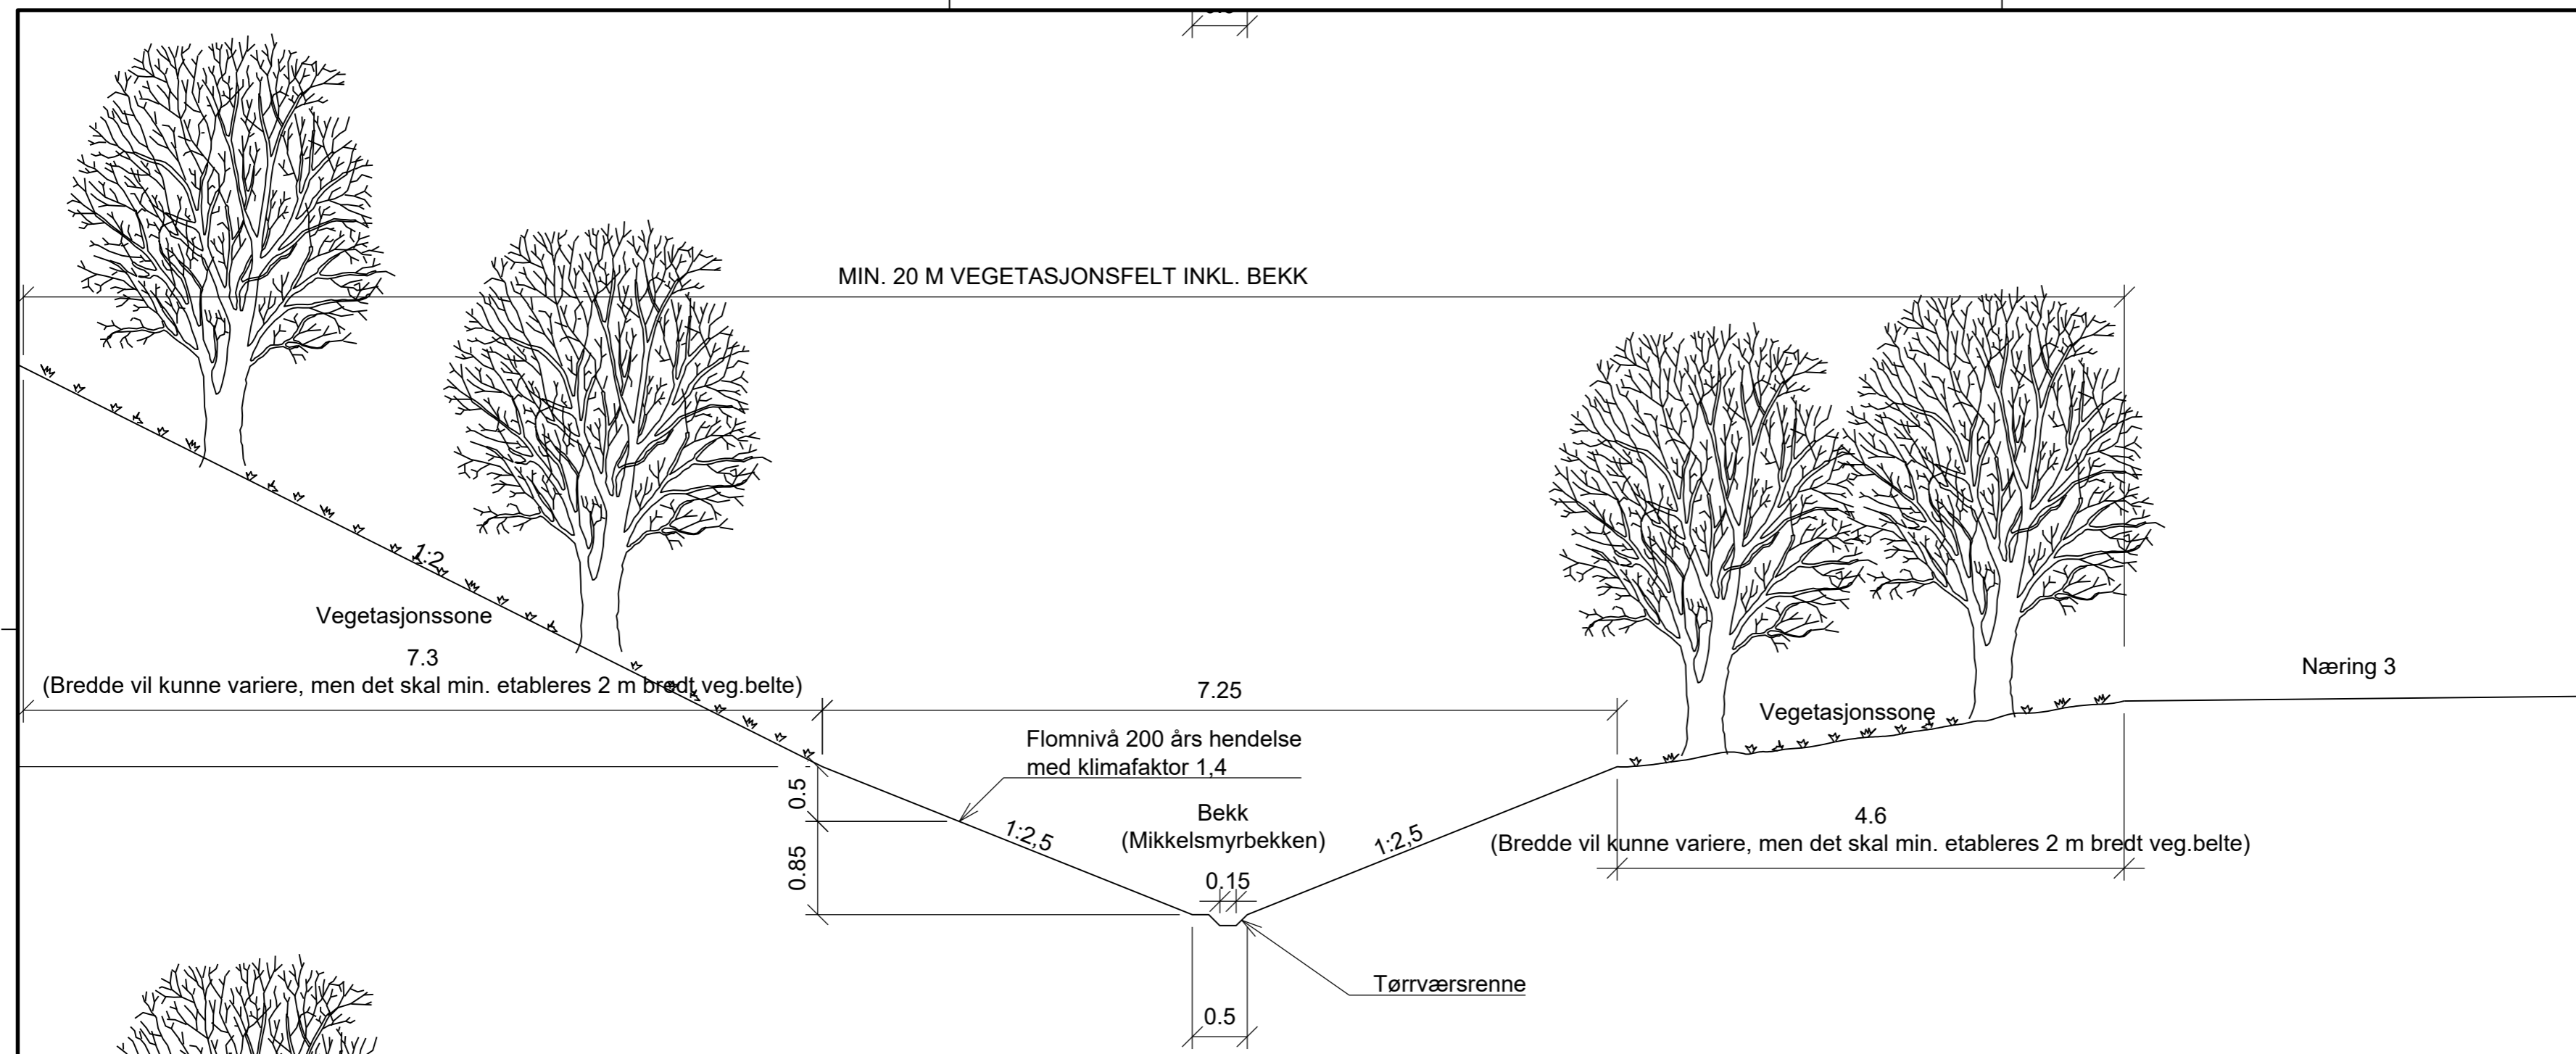 MIN. 20 M VEGETASJONSFELT INKL. BEKK
1:2
Vegetasjonssone
7.3
(Bredde vil kunne variere, men det skal min. etableres 2 m bredt veg.belte)
7.25
Næring 3
Vegetasjonssone
Flomnivå 200 års hendelse
med klimafaktor 1,4
0.5
0.85
1:2,5
Bekk
(Mikkelsmyrbekken)
1:2,5
4.6
(Bredde vil kunne variere, men det skal min. etableres 2 m bredt veg.belte)
0.15
Tørrværsrenne
0.5